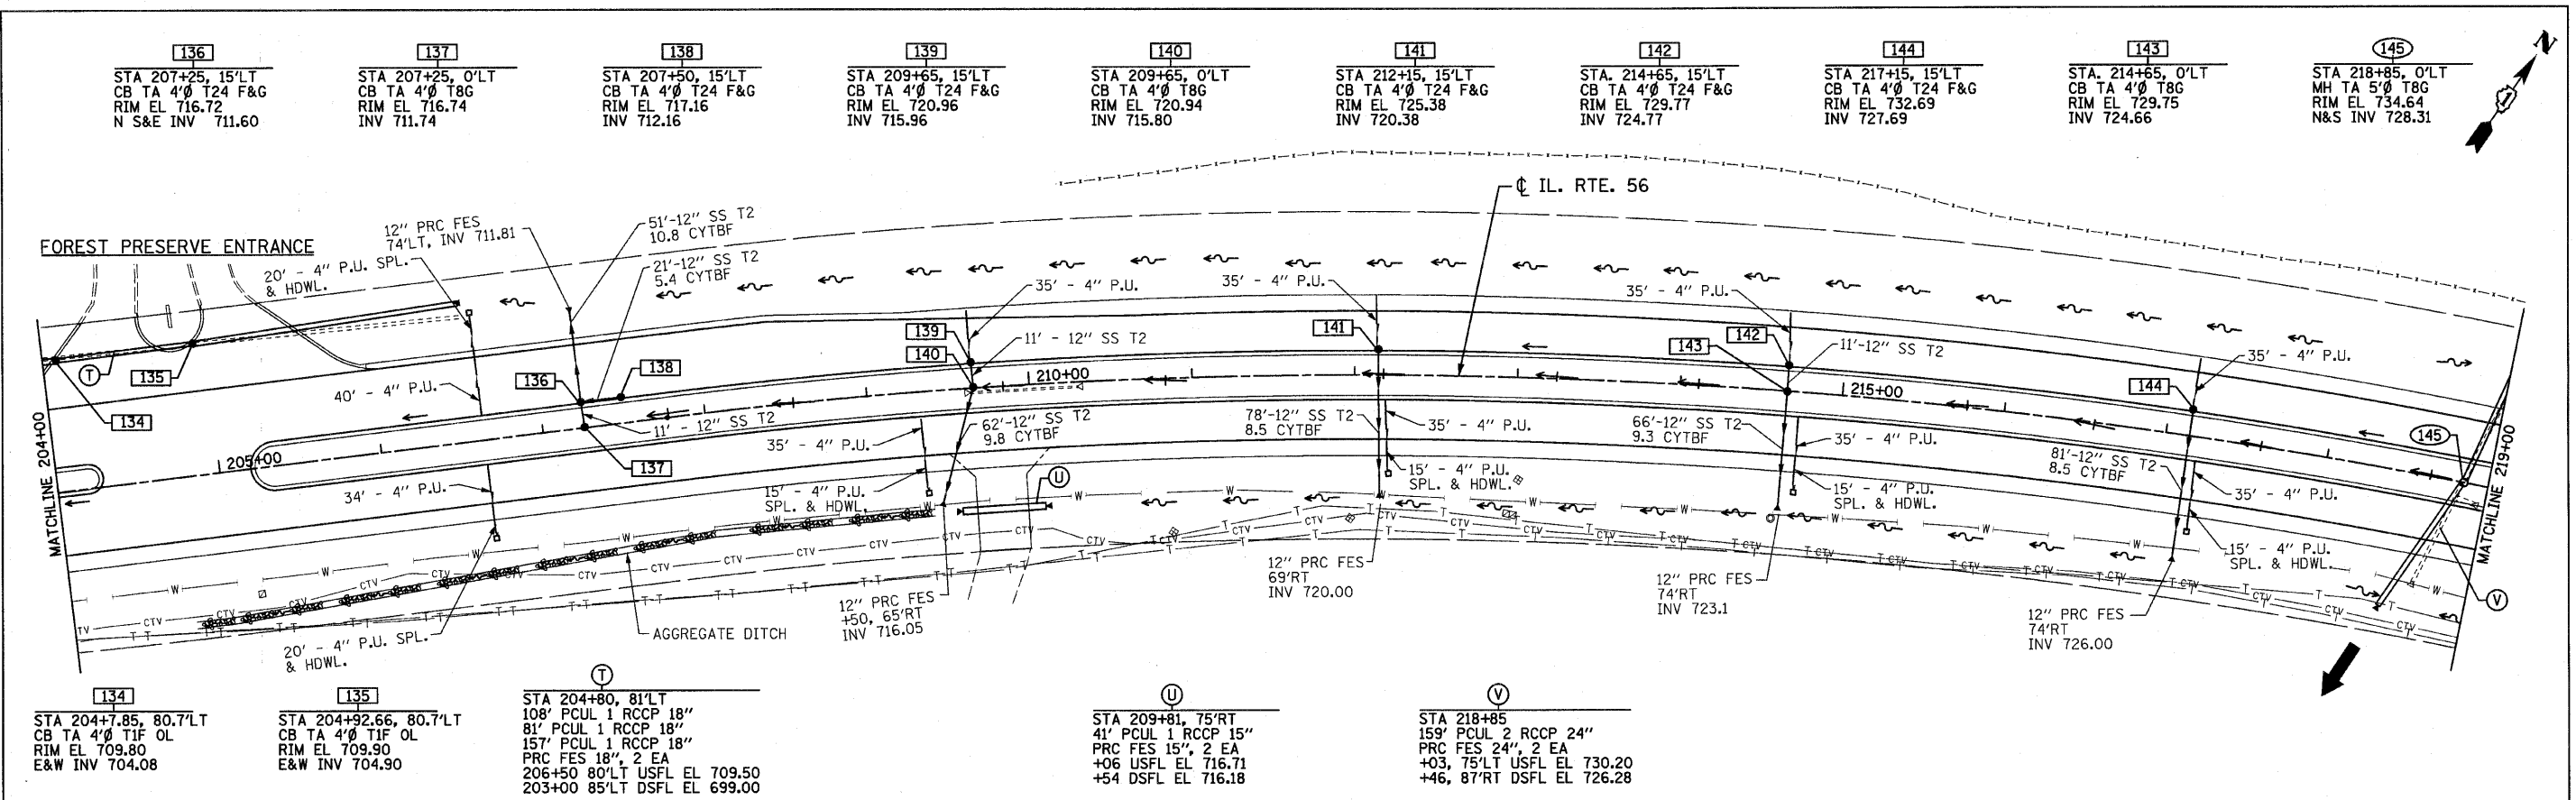 136
STA 207+25, 15'LT
CB TA 4'Ø T24 F&G
RIM EL 716.72
N S&E INV 711.60
137
STA 207+25, 0'LT
CB TA 4'Ø T8G
RIM EL 716.74
INV 711.74
138
STA 207+50, 15'LT
CB TA 4'Ø T24 F&G
RIM EL 717.16
INV 712.16
139
STA 209+65, 15'LT
CB TA 4'Ø T24 F&G
RIM EL 720.96
INV 715.96
140
STA 209+65, 0'LT
CB TA 4'Ø T8G
RIM EL 720.94
INV 715.80
141
STA 212+15, 15'LT
CB TA 4'Ø T24 F&G
RIM EL 725.38
INV 720.38
142
STA. 214+65, 15'LT
CB TA 4'Ø T24 F&G
RIM EL 729.77
INV 724.77
144
STA 217+15, 15'LT
CB TA 4'Ø T24 F&G
RIM EL 732.69
INV 727.69
143
STA. 214+65, 0'LT
CB TA 4'Ø T8G
RIM EL 729.75
INV 724.66
145
STA 218+85, 0'LT
MH TA 5'Ø T8G
RIM EL 734.64
N&S INV 728.31
N
℄ IL. RTE. 56
FOREST PRESERVE ENTRANCE
12" PRC FES
74'LT, INV 711.81
51'-12" SS T2
10.8 CYTBF
20' - 4" P.U. SPL.
& HDWL.
21'-12" SS T2
5.4 CYTBF
35' - 4" P.U.
35' - 4" P.U.
35' - 4" P.U.
35' - 4" P.U.
139
140
141
142
143
144
11' - 12" SS T2
11'-12" SS T2
T
135
134
136
138
137
40' - 4" P.U.
11' - 12" SS T2
205+00
210+00
215+00
MATCHLINE 204+00
MATCHLINE 219+00
34' - 4" P.U.
35' - 4" P.U.
62'-12" SS T2
9.8 CYTBF
78'-12" SS T2
8.5 CYTBF
35' - 4" P.U.
66'-12" SS T2
9.3 CYTBF
35' - 4" P.U.
81'-12" SS T2
8.5 CYTBF
35' - 4" P.U.
145
15' - 4" P.U.
SPL. & HDWL.
U
15' - 4" P.U.
SPL. & HDWL.
15' - 4" P.U.
SPL. & HDWL.
15' - 4" P.U.
SPL. & HDWL.
V
20' - 4" P.U. SPL.
& HDWL.
AGGREGATE DITCH
12" PRC FES
+50, 65'RT
INV 716.05
12" PRC FES
69'RT
INV 720.00
12" PRC FES
74'RT
INV 723.1
12" PRC FES
74'RT
INV 726.00
134
STA 204+7.85, 80.7'LT
CB TA 4'Ø T1F OL
RIM EL 709.80
E&W INV 704.08
135
STA 204+92.66, 80.7'LT
CB TA 4'Ø T1F OL
RIM EL 709.90
E&W INV 704.90
T
STA 204+80, 81'LT
108' PCUL 1 RCCP 18"
81' PCUL 1 RCCP 18"
157' PCUL 1 RCCP 18"
PRC FES 18", 2 EA
206+50 80'LT USFL EL 709.50
203+00 85'LT DSFL EL 699.00
U
STA 209+81, 75'RT
41' PCUL 1 RCCP 15"
PRC FES 15", 2 EA
+06 USFL EL 716.71
+54 DSFL EL 716.18
V
STA 218+85
159' PCUL 2 RCCP 24"
PRC FES 24", 2 EA
+03, 75'LT USFL EL 730.20
+46, 87'RT DSFL EL 726.28